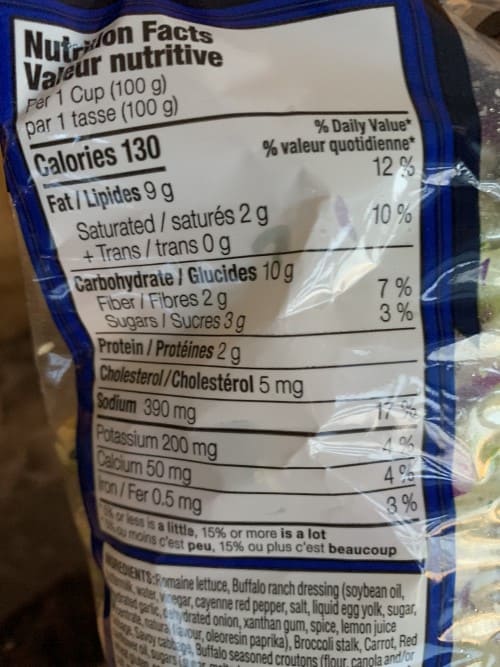 Nutrition Facts
Valeur nutritive
Per 1 Cup (100 g)
par 1 tasse (100 g)
% Daily Value*
Calories 130 % valeur quotidienne*
Fat / Lipides 9 g 12 %
Saturated / saturés 2 g 10 %
+ Trans / trans 0 g
Carbohydrate / Glucides 10 g
Fiber / Fibres 2 g 7 %
Sugars / Sucres 3 g 3 %
Protein / Protéines 2 g
Cholesterol / Cholestérol 5 mg
Sodium 390 mg 17 %
Potassium 200 mg 4 %
Calcium 50 mg 4 %
Iron / Fer 0.5 mg 3 %
or less is a little, 15% or more is a lot
ou moins c'est peu, 15% ou plus c'est beaucoup
INGREDIENTS: Romaine lettuce, Buffalo ranch dressing (soybean oil,
water, vinegar, cayenne red pepper, salt, liquid egg yolk, sugar,
garlic, dehydrated onion, xanthan gum, spice, lemon juice
flavour, oleoresin paprika), Broccoli stalk, Carrot, Red
Savoy cabbage, Buffalo seasoned croutons (flour, canola and/or